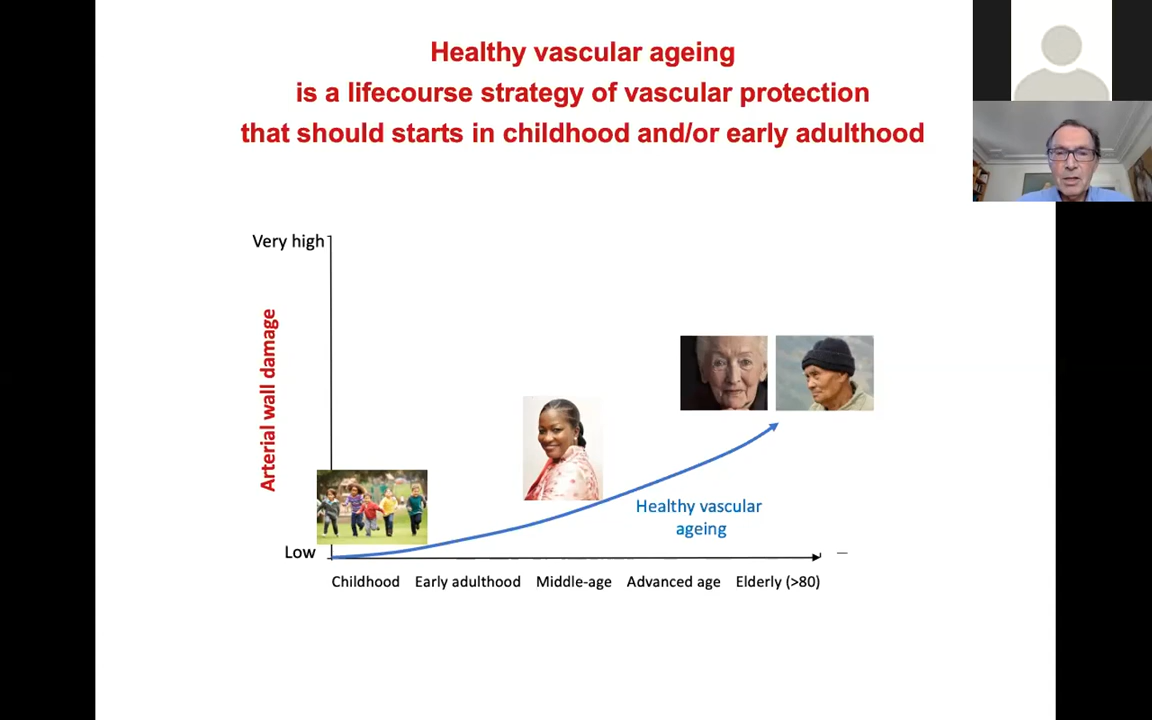 Healthy vascular ageing
is a lifecourse strategy of vascular protection
that should starts in childhood and/or early adulthood
Very high
Arterial wall damage
Healthy vascular
ageing
Low
Childhood Early adulthood Middle-age Advanced age Elderly (>80)